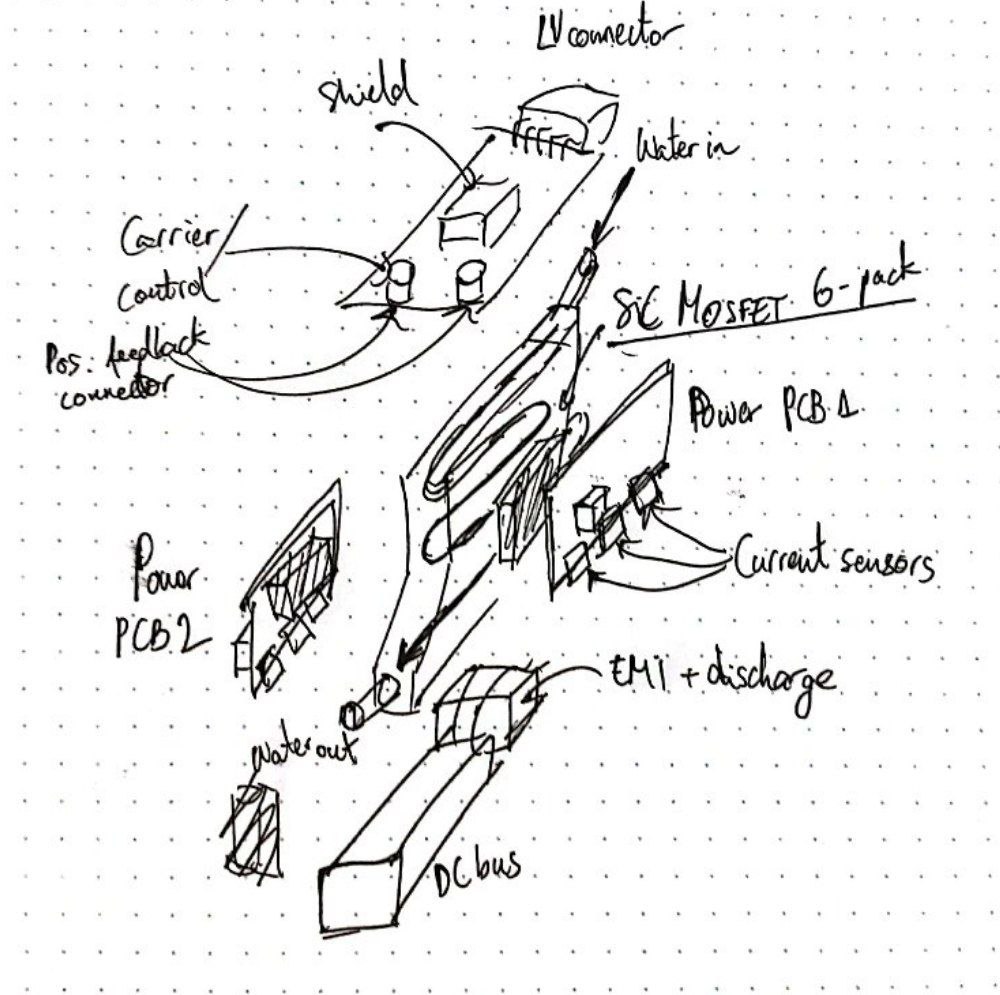 LV connector
Shield
Water in
Carrier/
control
SiC MOSFET 6-pack
Pos. feedback
connector
Power PCB 1
Current sensors
Power
PCB 2
EMI + discharge
Water out
DC bus